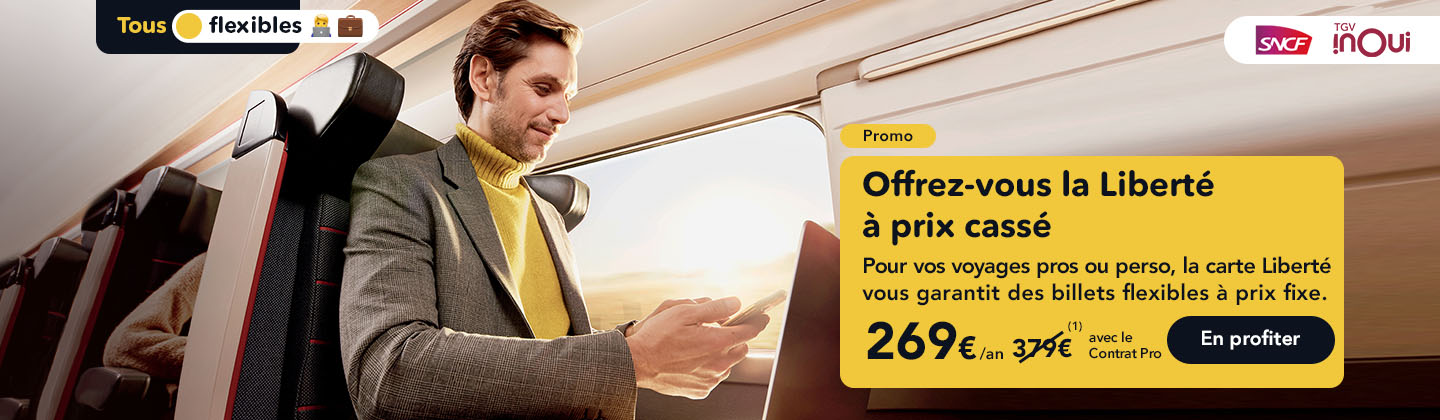 Tous flexibles
SNCF
TGV
INOUI
Promo
Offrez-vous la Liberté
à prix cassé
Pour vos voyages pros ou perso, la carte Liberté
vous garantit des billets flexibles à prix fixe.
269€/an 379€ (1) avec le
Contrat Pro
En profiter